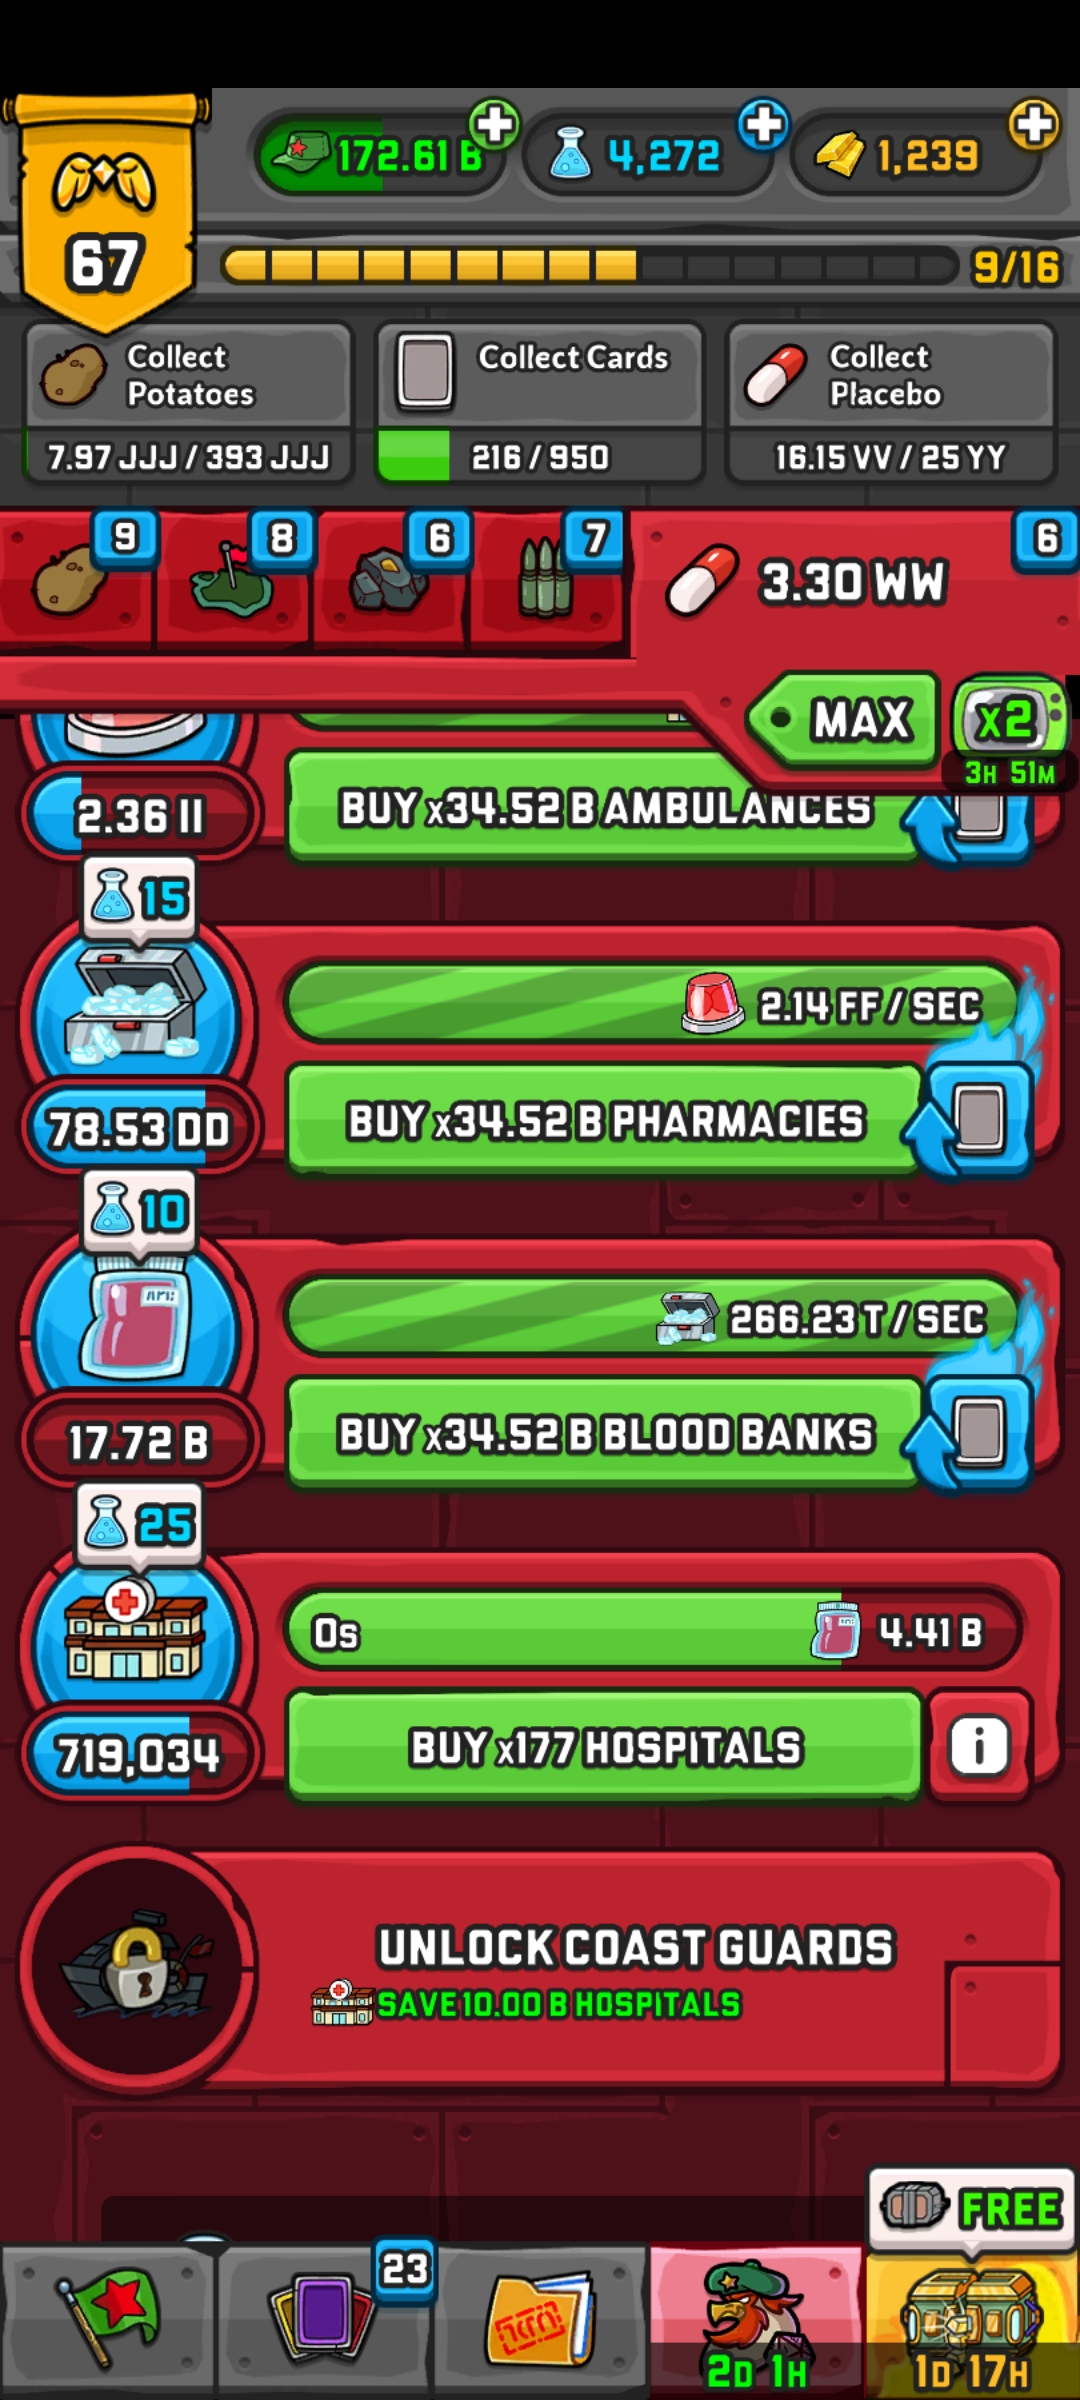 172.61 B
4,272
1,239
67
9/16
Collect
Potatoes
7.97 JJJ / 393 JJJ
Collect Cards
216 / 950
Collect
Placebo
16.15 VV / 25 YY
9
8
6
7
6
3.30 WW
MAX
x2
3H 51M
2.36 II
BUY x34.52 B AMBULANCES
15
2.14 FF / SEC
78.53 DD
BUY x34.52 B PHARMACIES
10
266.23 T / SEC
17.72 B
BUY x34.52 B BLOOD BANKS
25
0s
4.41 B
719,034
BUY x177 HOSPITALS
i
UNLOCK COAST GUARDS
SAVE 10.00 B HOSPITALS
FREE
23
2D 1H
1D 17H